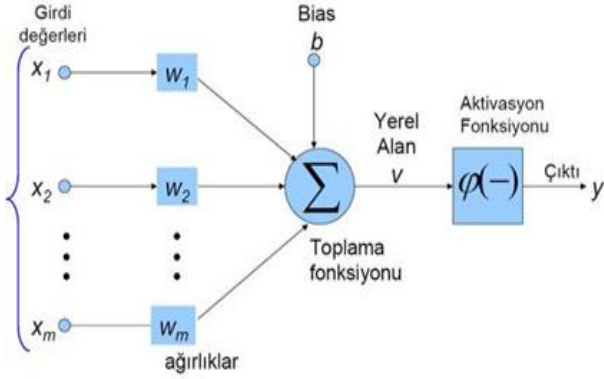 Girdi
değerleri
Bias
b
x1
w1
Yerel
Alan
v
Aktivasyon
Fonksiyonu
x2
w2
∑
φ(−)
Çıktı
y
Toplama
fonksiyonu
xm
wm
ağırlıklar